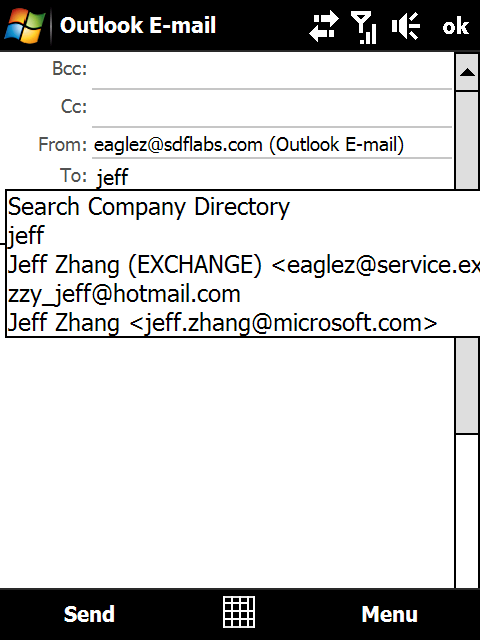 Outlook E-mail ok
Bcc:
Cc:
From: eaglez@sdflabs.com (Outlook E-mail)
To: jeff
Search Company Directory
jeff
Jeff Zhang (EXCHANGE) <eaglez@service.ex
zzy_jeff@hotmail.com
Jeff Zhang <jeff.zhang@microsoft.com>
Send Menu